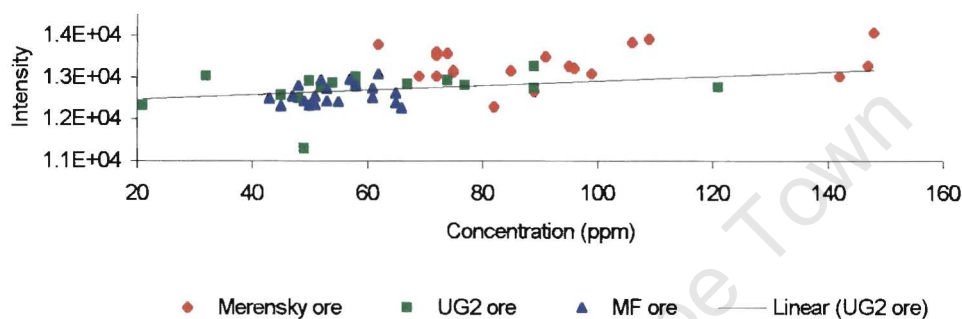 1.4E+04
1.3E+04
1.2E+04
1.1E+04
Intensity
20 40 60 80 100 120 140 160
Concentration (ppm)
Merensky ore UG2 ore MF ore Linear (UG2 ore)
Town